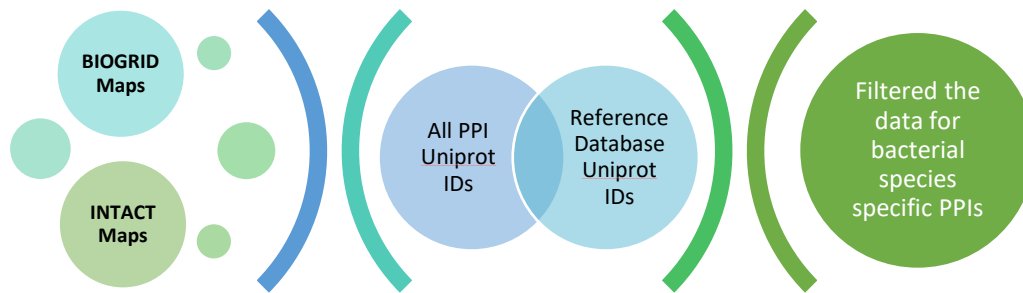 BIOGRID
Maps
INTACT
Maps
All PPI
Uniprot
IDs
Reference
Database
Uniprot
IDs
Filtered the
data for
bacterial
species
specific PPIs